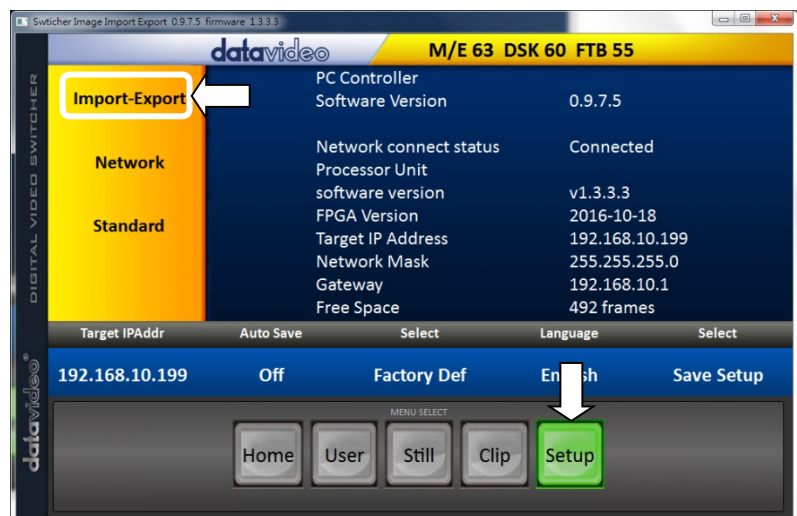 Swticher Image Import Export 0.9.7.5 firmware 1.3.3.3
datavideo M/E 63 DSK 60 FTB 55
DIGITAL VIDEO SWITCHER
datavideo
Import-Export
Network
Standard
PC Controller
Software Version 0.9.7.5
Network connect status Connected
Processor Unit
software version v1.3.3.3
FPGA Version 2016-10-18
Target IP Address 192.168.10.199
Network Mask 255.255.255.0
Gateway 192.168.10.1
Free Space 492 frames
Target IPAddr Auto Save Select Language Select
192.168.10.199 Off Factory Def English Save Setup
MENU SELECT
Home User Still Clip Setup